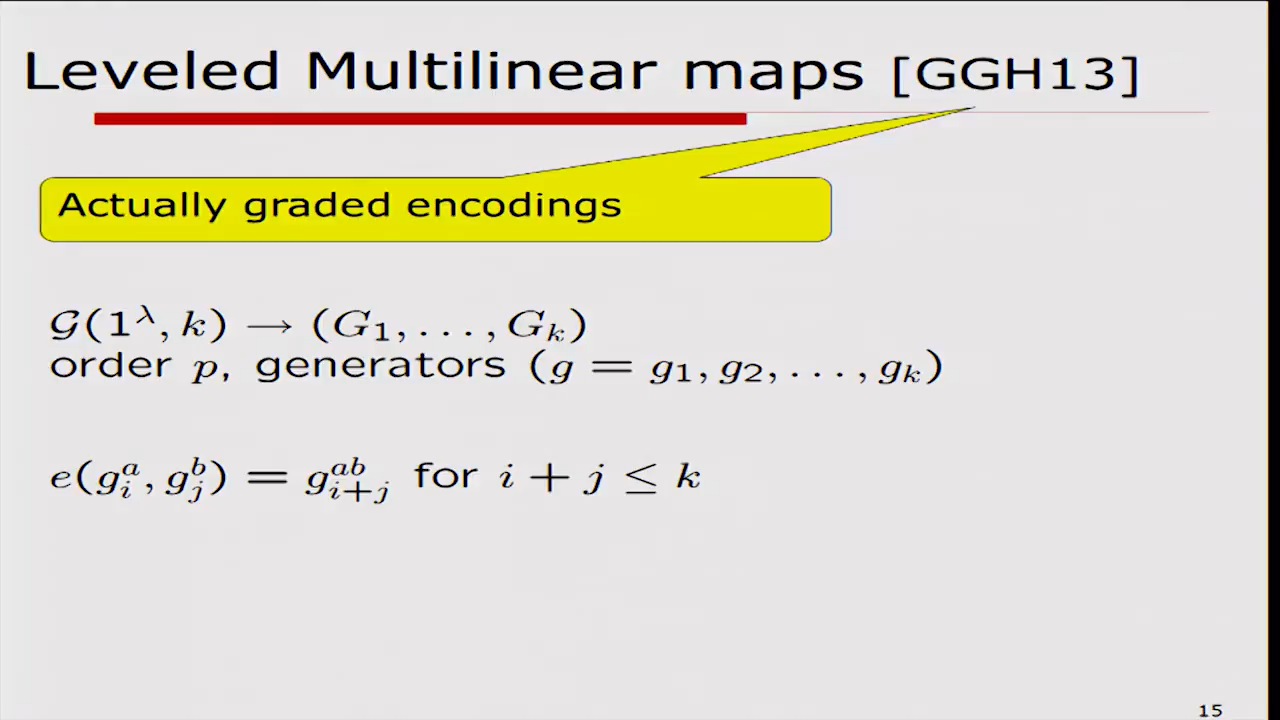 Leveled Multilinear maps [GGH13]
Actually graded encodings
𝒢(1^λ, k) → (G_1, . . . , G_k)
order p, generators (g = g_1, g_2, . . . , g_k)
e(g_i^a, g_j^b) = g_{i+j}^{ab} for i + j ≤ k
15